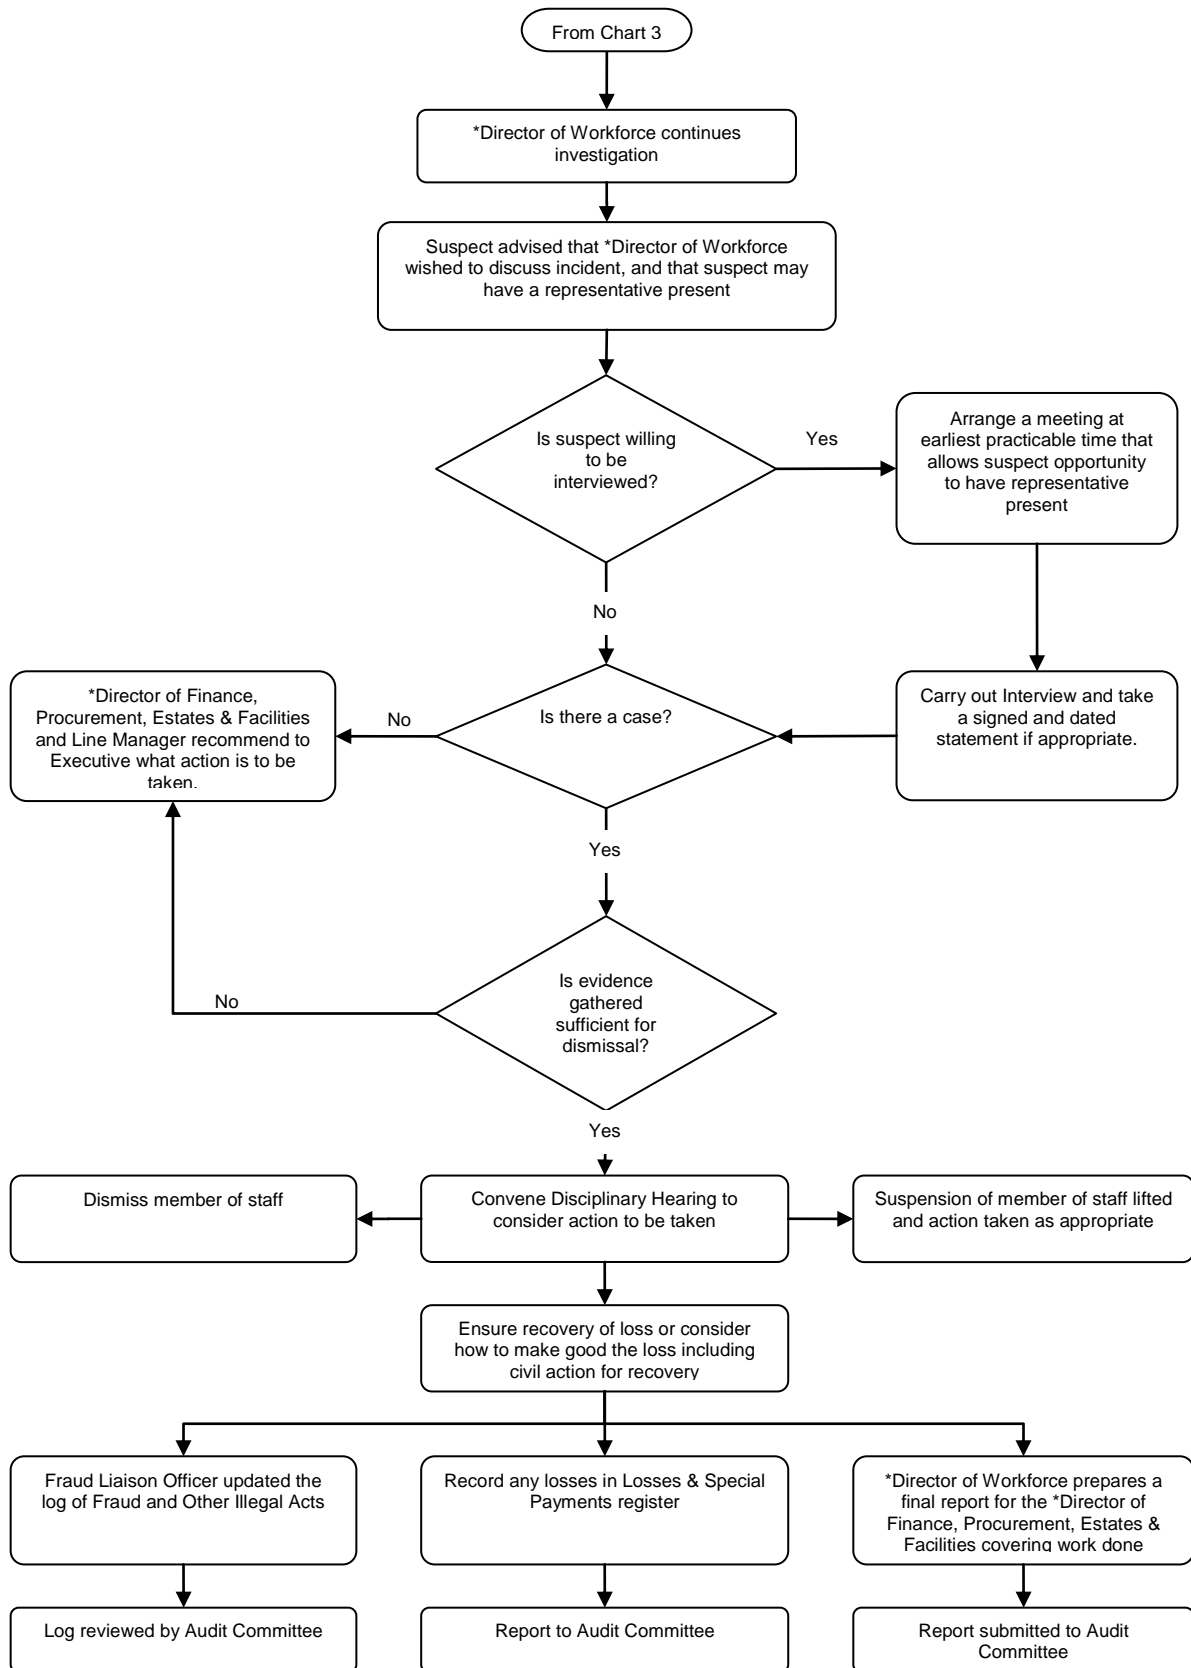 From Chart 3
*Director of Workforce continues
investigation
Suspect advised that *Director of Workforce
wished to discuss incident, and that suspect may
have a representative present
Is suspect willing
to be
interviewed?
Yes
Arrange a meeting at
earliest practicable time that
allows suspect opportunity
to have representative
present
No
Carry out Interview and take
a signed and dated
statement if appropriate.
Is there a case?
No
*Director of Finance,
Procurement, Estates & Facilities
and Line Manager recommend to
Executive what action is to be
taken.
Yes
Is evidence
gathered
sufficient for
dismissal?
No
Yes
Dismiss member of staff
Convene Disciplinary Hearing to
consider action to be taken
Suspension of member of staff lifted
and action taken as appropriate
Ensure recovery of loss or consider
how to make good the loss including
civil action for recovery
Fraud Liaison Officer updated the
log of Fraud and Other Illegal Acts
Record any losses in Losses & Special
Payments register
*Director of Workforce prepares a
final report for the *Director of
Finance, Procurement, Estates &
Facilities covering work done
Log reviewed by Audit Committee
Report to Audit Committee
Report submitted to Audit
Committee